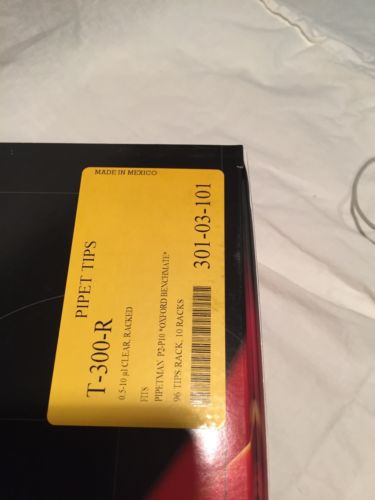 MADE IN MEXICO
PIPET TIPS
T-300-R
0.5-10 µl CLEAR, RACKED
FITS
PIPETMAN P2-P10 *OXFORD BENCHMATE*
96 TIPS/RACK, 10 RACKS
301-03-101